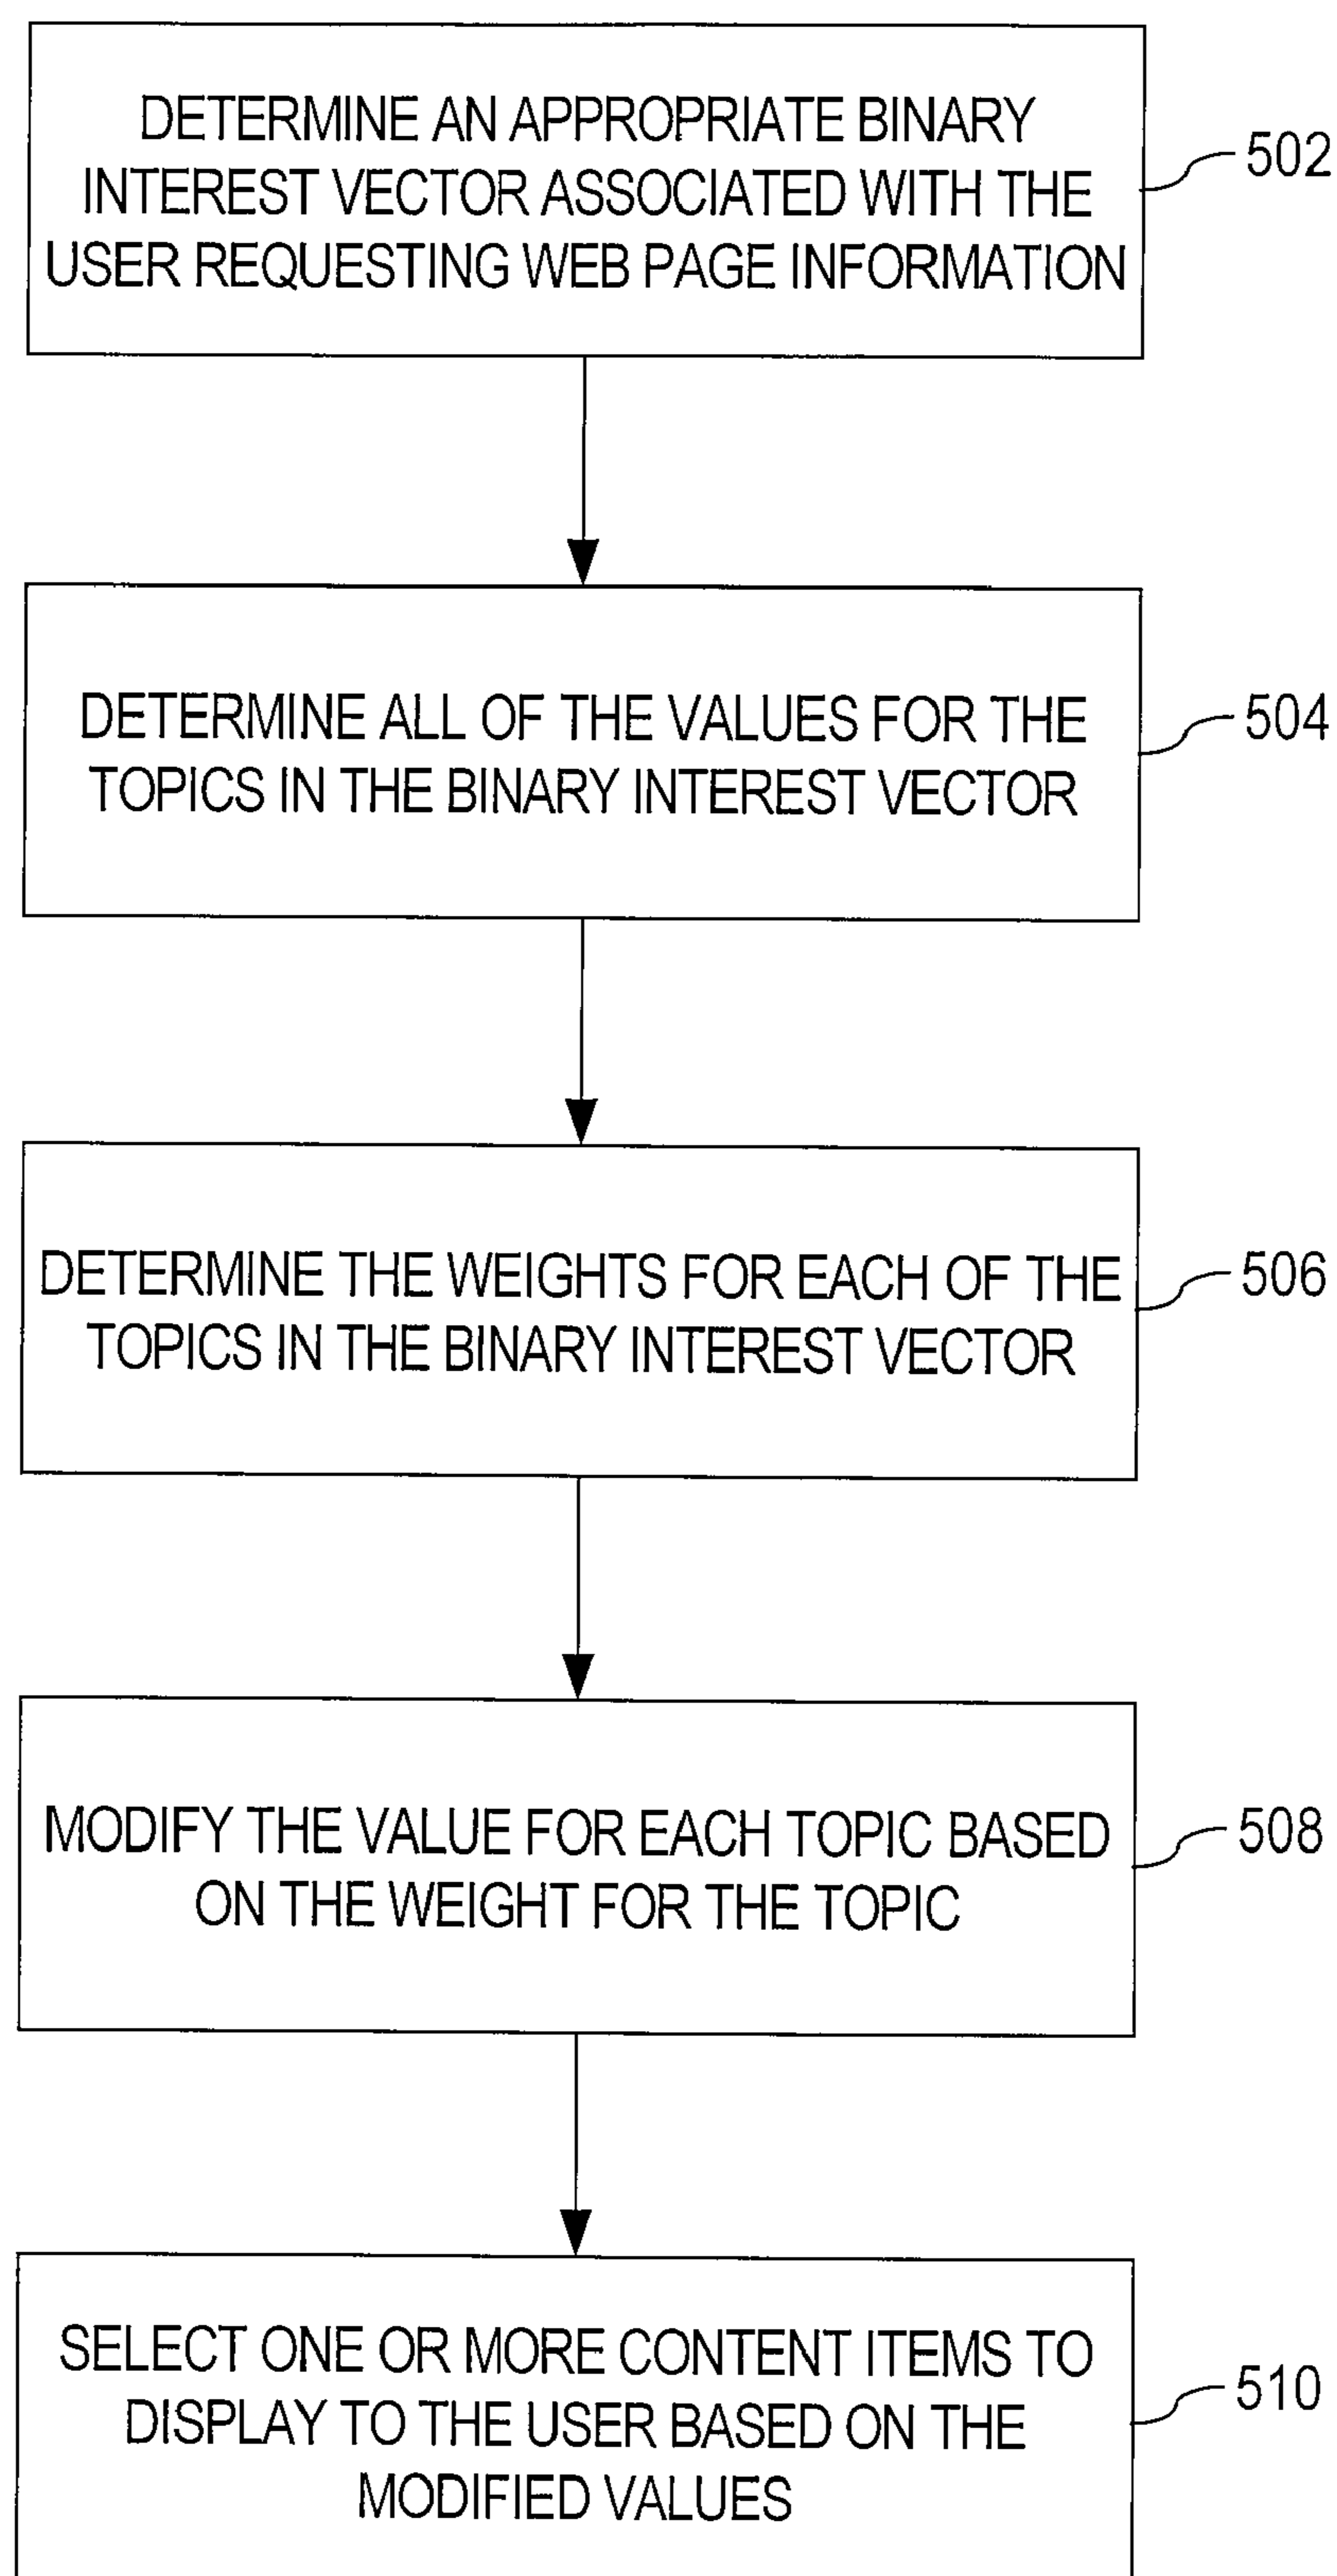 DETERMINE AN APPROPRIATE BINARY
INTEREST VECTOR ASSOCIATED WITH THE
USER REQUESTING WEB PAGE INFORMATION
502
DETERMINE ALL OF THE VALUES FOR THE
TOPICS IN THE BINARY INTEREST VECTOR
504
DETERMINE THE WEIGHTS FOR EACH OF THE
TOPICS IN THE BINARY INTEREST VECTOR
506
MODIFY THE VALUE FOR EACH TOPIC BASED
ON THE WEIGHT FOR THE TOPIC
508
SELECT ONE OR MORE CONTENT ITEMS TO
DISPLAY TO THE USER BASED ON THE
MODIFIED VALUES
510